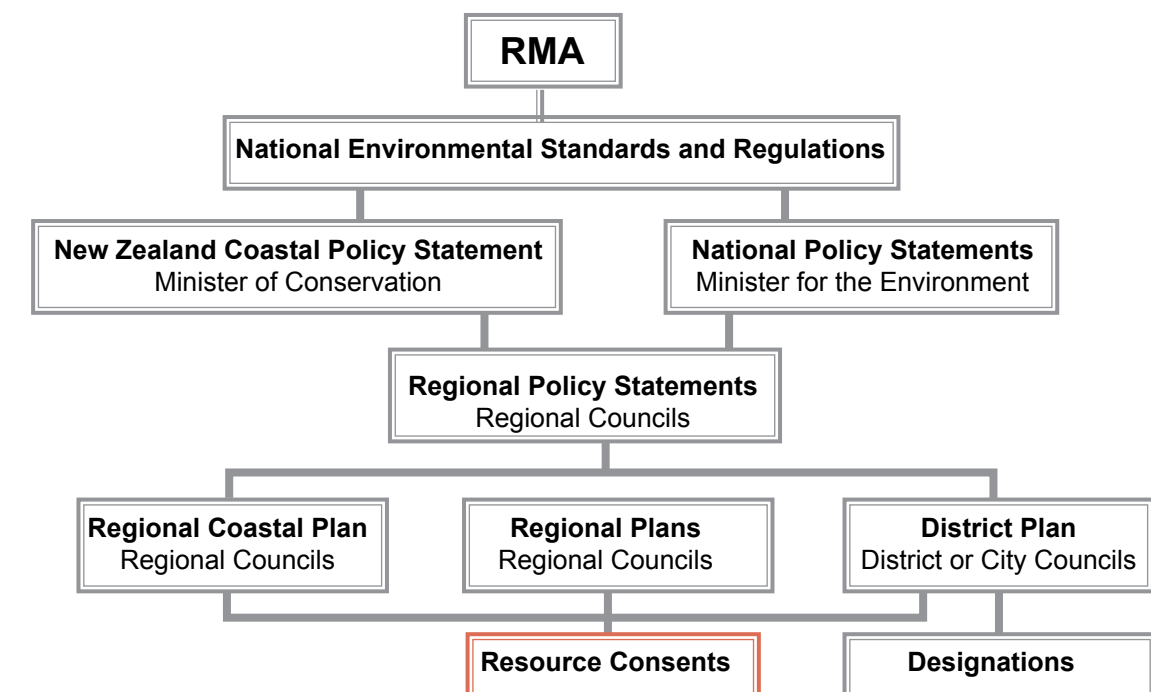 RMA
National Environmental Standards and Regulations
New Zealand Coastal Policy Statement
Minister of Conservation
National Policy Statements
Minister for the Environment
Regional Policy Statements
Regional Councils
Regional Coastal Plan
Regional Councils
Regional Plans
Regional Councils
District Plan
District or City Councils
Resource Consents
Designations